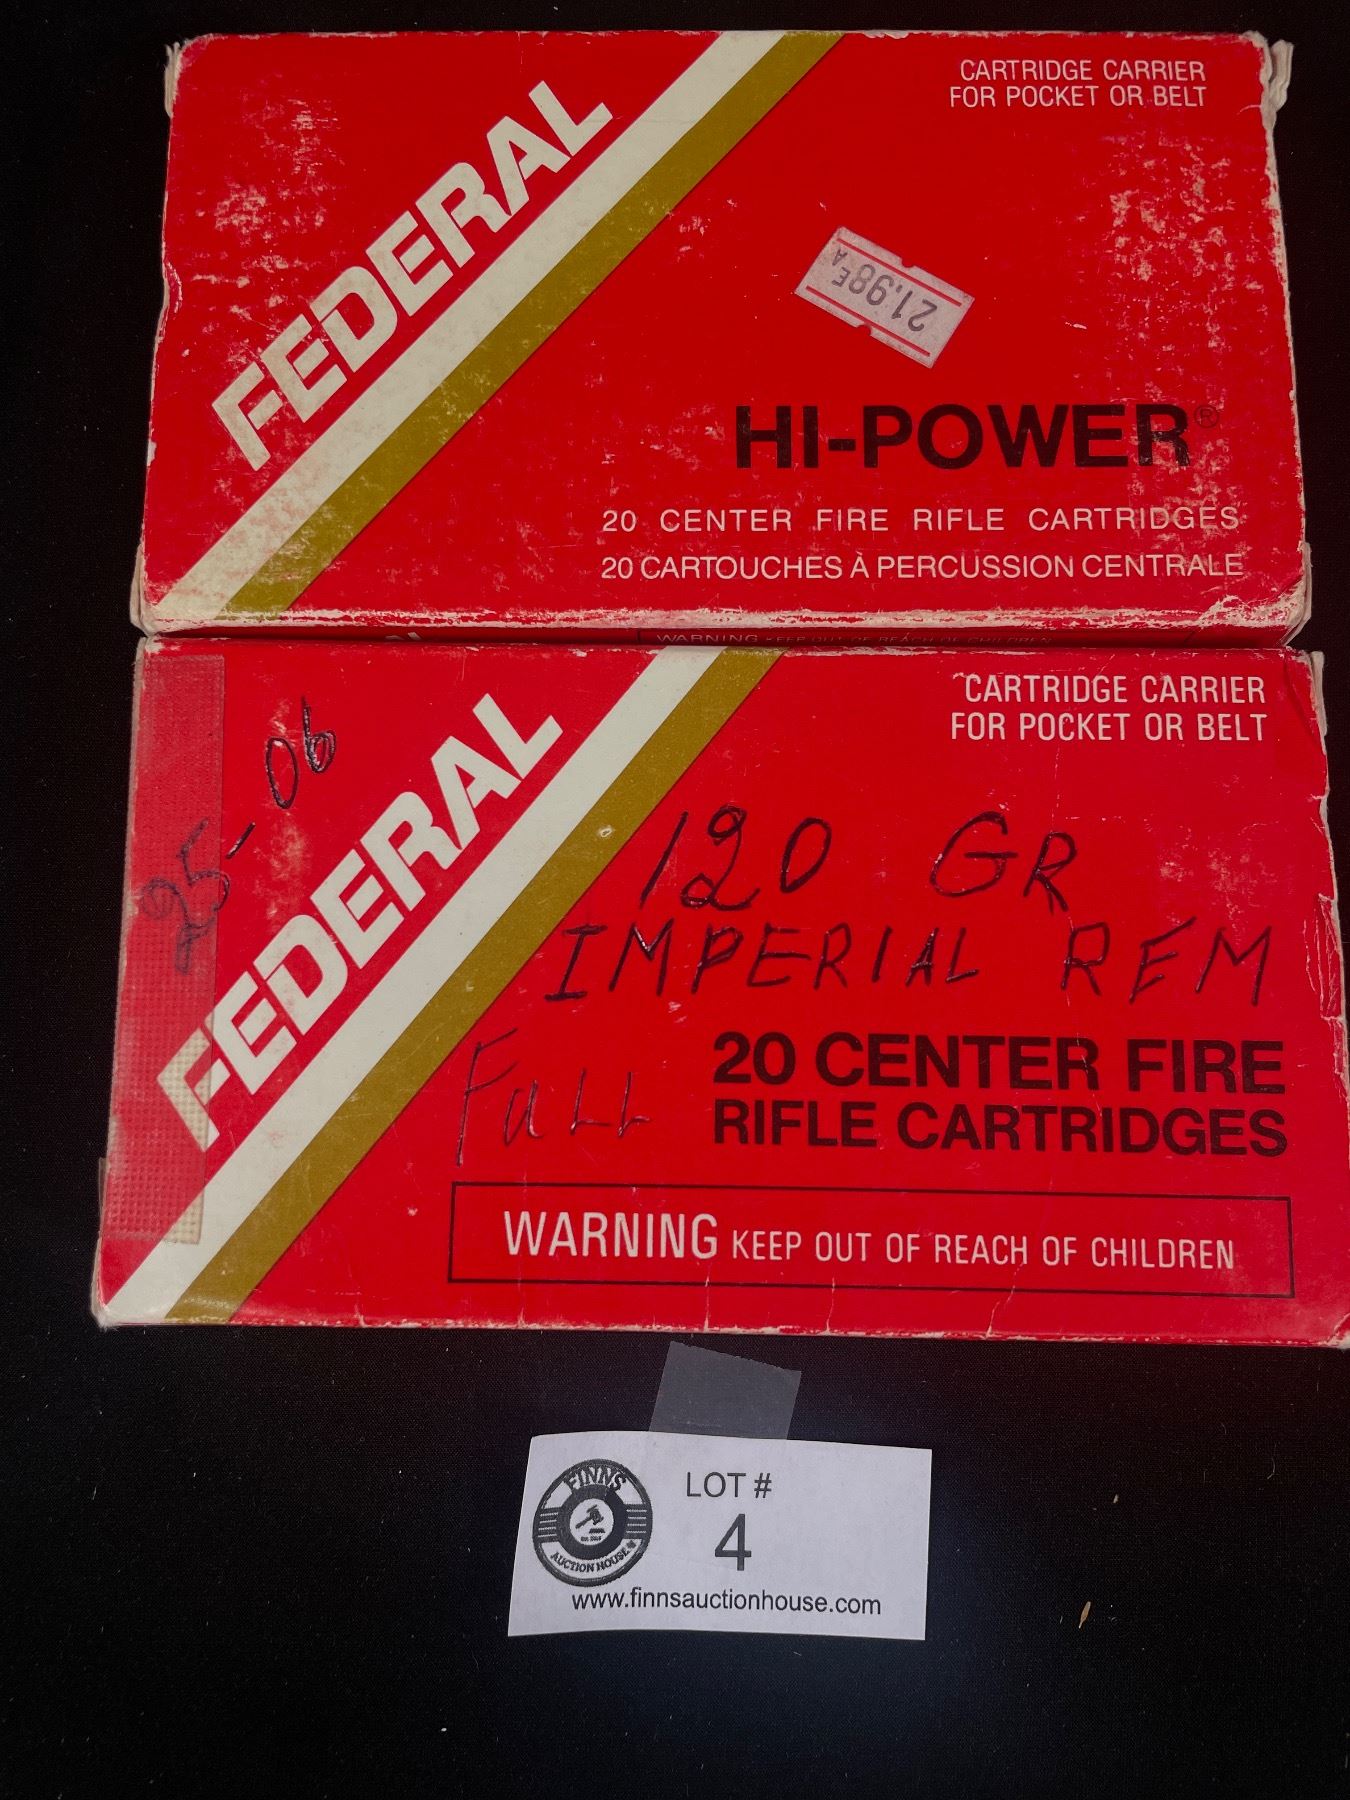 FEDERAL
CARTRIDGE CARRIER
FOR POCKET OR BELT
21.98 E
A
HI-POWER®
20 CENTER FIRE RIFLE CARTRIDGES
20 CARTOUCHES À PERCUSSION CENTRALE
WARNING KEEP OUT OF REACH OF CHILDREN
25-06
FEDERAL
CARTRIDGE CARRIER
FOR POCKET OR BELT
120 GR
IMPERIAL REM
FULL
20 CENTER FIRE
RIFLE CARTRIDGES
WARNING KEEP OUT OF REACH OF CHILDREN
FINNS
AUCTION HOUSE
LOT #
4
www.finnsauctionhouse.com